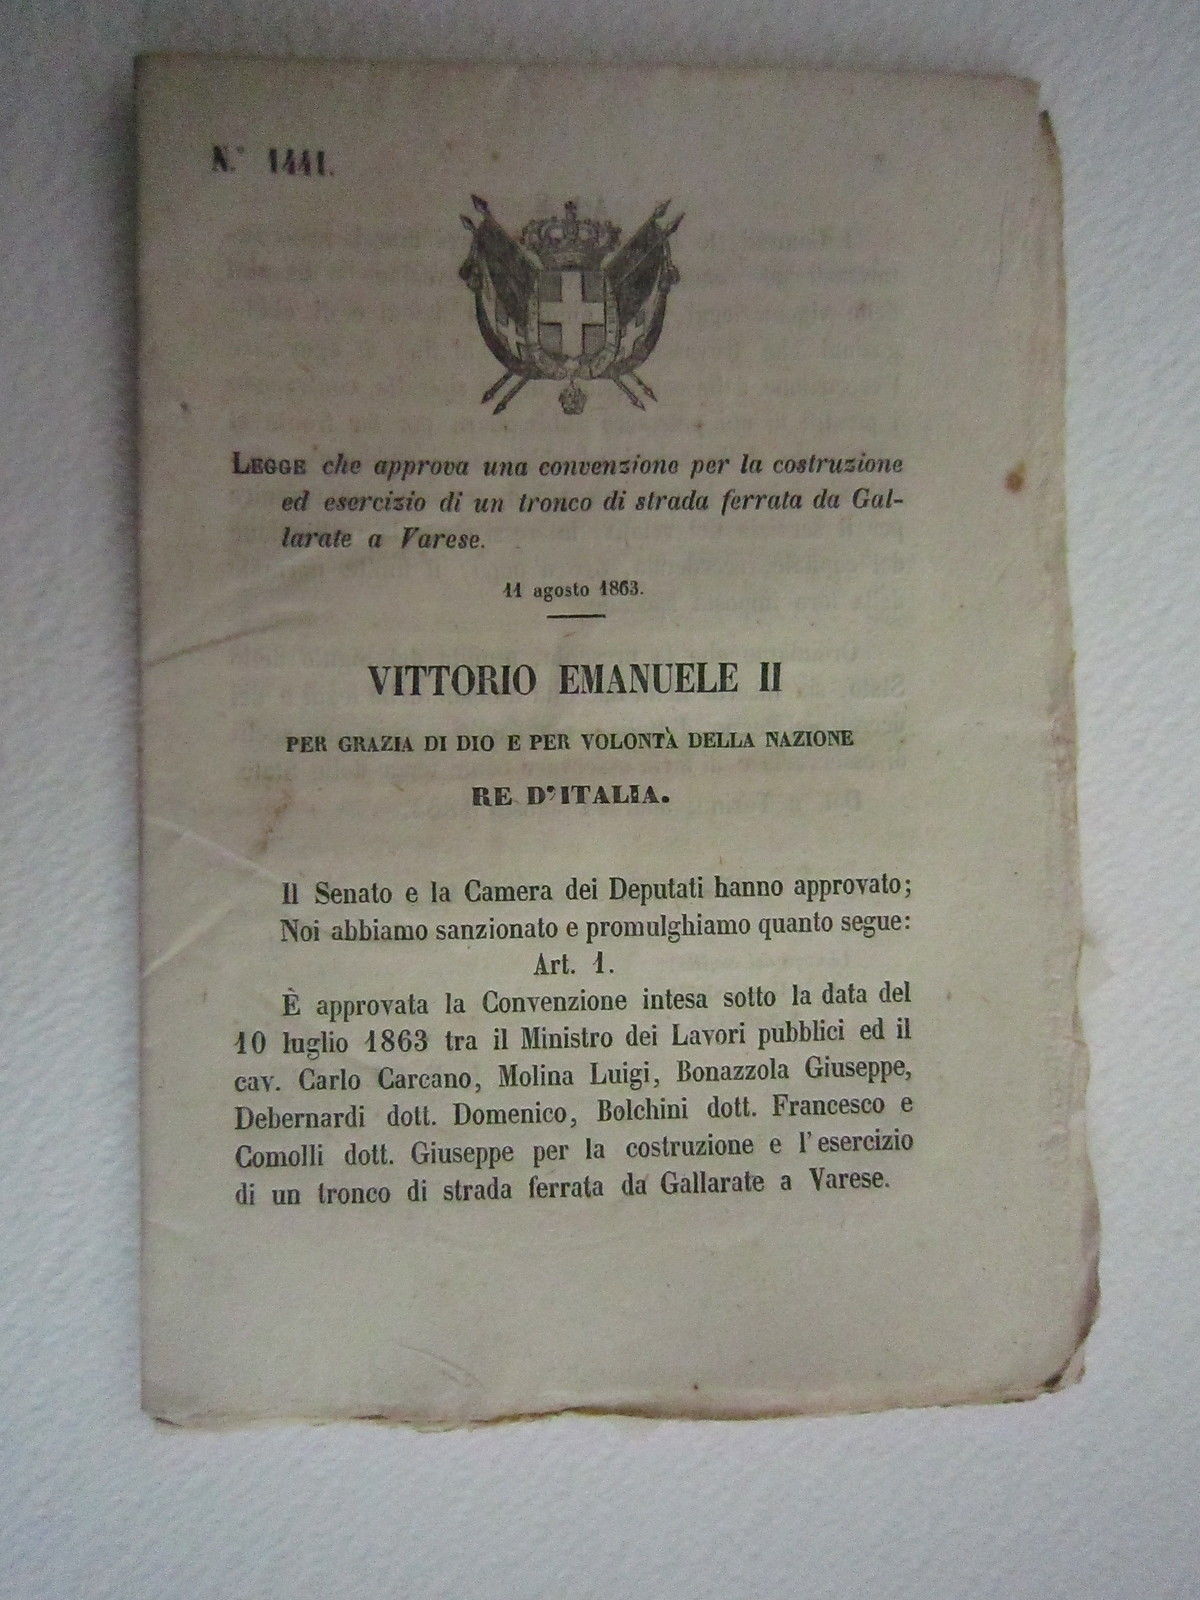 N.° 1441.
LEGGE che approva una convenzione per la costruzione
ed esercizio di un tronco di strada ferrata da Gal-
larate a Varese.
11 agosto 1863.
VITTORIO EMANUELE II
PER GRAZIA DI DIO E PER VOLONTÀ DELLA NAZIONE
RE D'ITALIA.
Il Senato e la Camera dei Deputati hanno approvato;
Noi abbiamo sanzionato e promulghiamo quanto segue:
Art. 1.
È approvata la Convenzione intesa sotto la data del
10 luglio 1863 tra il Ministro dei Lavori pubblici ed il
cav. Carlo Carcano, Molina Luigi, Bonazzola Giuseppe,
Debernardi dott. Domenico, Bolchini dott. Francesco e
Comolli dott. Giuseppe per la costruzione e l'esercizio
di un tronco di strada ferrata da Gallarate a Varese.